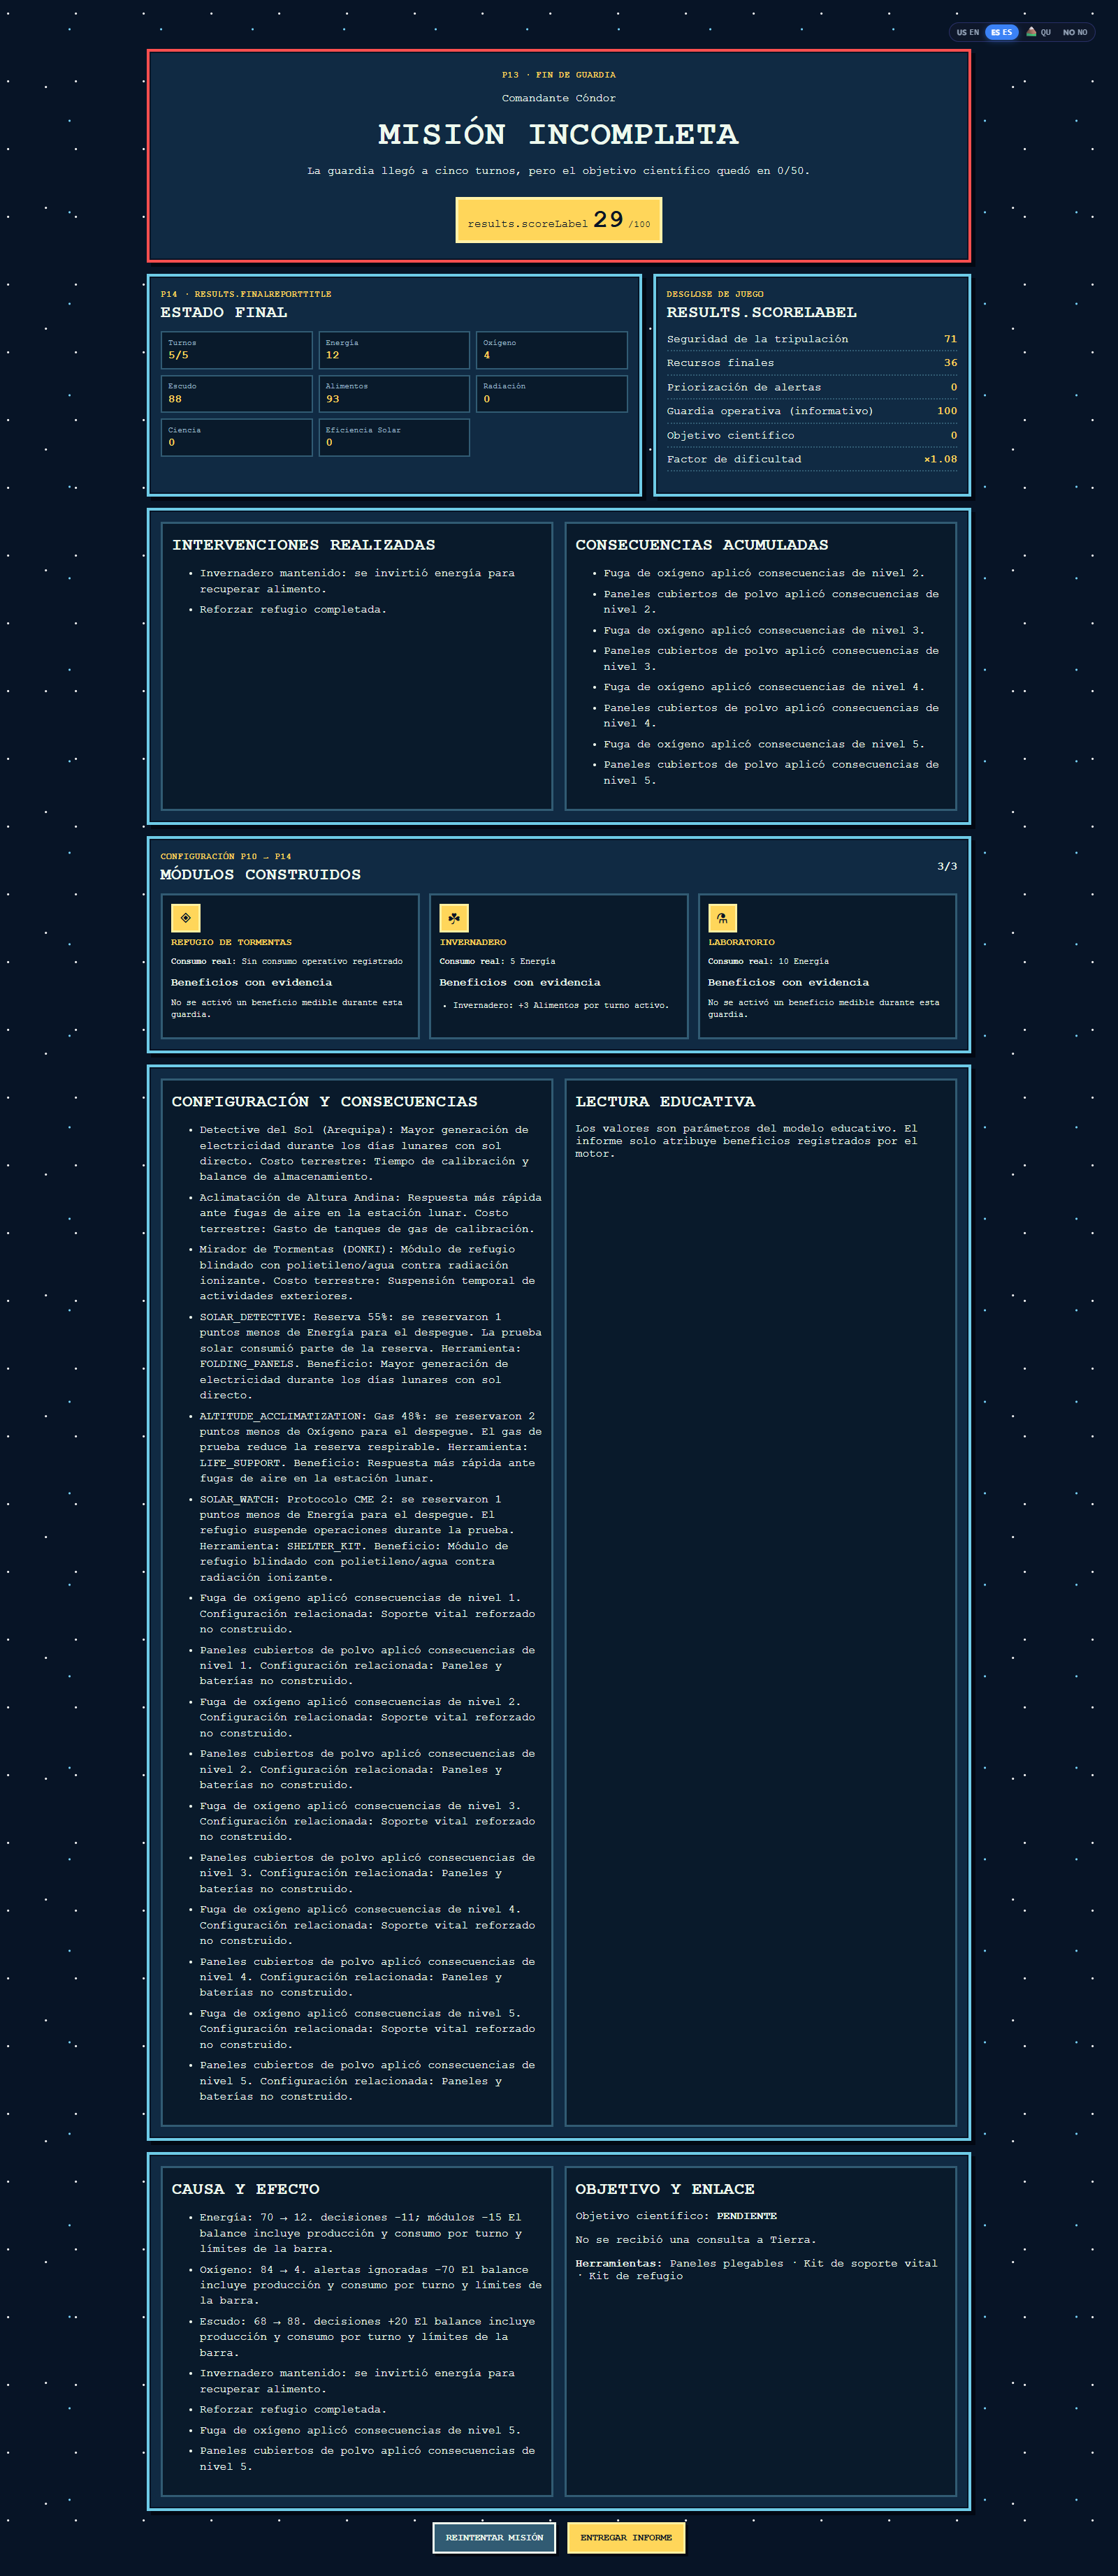 US EN ES ES QU NO NO
P13 · FIN DE GUARDIA
Comandante Cóndor
MISIÓN INCOMPLETA
La guardia llegó a cinco turnos, pero el objetivo científico quedó en 0/50.
results.scoreLabel 29 /100
P14 · RESULTS.FINALREPORTTITLE
ESTADO FINAL
Turnos
5/5
Energía
12
Oxígeno
4
Escudo
88
Alimentos
93
Radiación
0
Ciencia
0
Eficiencia Solar
0
DESGLOSE DE JUEGO
RESULTS.SCORELABEL
Seguridad de la tripulación 71
Recursos finales 36
Priorización de alertas 0
Guardia operativa (informativo) 100
Objetivo científico 0
Factor de dificultad ×1.08
INTERVENCIONES REALIZADAS
• Invernadero mantenido: se invirtió energía para
recuperar alimento.
• Reforzar refugio completada.
CONSECUENCIAS ACUMULADAS
• Fuga de oxígeno aplicó consecuencias de nivel 2.
• Paneles cubiertos de polvo aplicó consecuencias de
nivel 2.
• Fuga de oxígeno aplicó consecuencias de nivel 3.
• Paneles cubiertos de polvo aplicó consecuencias de
nivel 3.
• Fuga de oxígeno aplicó consecuencias de nivel 4.
• Paneles cubiertos de polvo aplicó consecuencias de
nivel 4.
• Fuga de oxígeno aplicó consecuencias de nivel 5.
• Paneles cubiertos de polvo aplicó consecuencias de
nivel 5.
CONFIGURACIÓN P10 → P14
MÓDULOS CONSTRUIDOS
3/3
REFUGIO DE TORMENTAS
Consumo real: Sin consumo operativo registrado
Beneficios con evidencia
No se activó un beneficio medible durante esta
guardia.
INVERNADERO
Consumo real: 5 Energía
Beneficios con evidencia
• Invernadero: +3 Alimentos por turno activo.
LABORATORIO
Consumo real: 10 Energía
Beneficios con evidencia
No se activó un beneficio medible durante esta
guardia.
CONFIGURACIÓN Y CONSECUENCIAS
• Detective del Sol (Arequipa): Mayor generación de
electricidad durante los días lunares con sol
directo. Costo terrestre: Tiempo de calibración y
balance de almacenamiento.
• Aclimatación de Altura Andina: Respuesta más rápida
ante fugas de aire en la estación lunar. Costo
terrestre: Gasto de tanques de gas de calibración.
• Mirador de Tormentas (DONKI): Módulo de refugio
blindado con polietileno/agua contra radiación
ionizante. Costo terrestre: Suspensión temporal de
actividades exteriores.
• SOLAR_DETECTIVE: Reserva 55%: se reservaron 1
puntos menos de Energía para el despegue. La prueba
solar consumió parte de la reserva. Herramienta:
FOLDING_PANELS. Beneficio: Mayor generación de
electricidad durante los días lunares con sol
directo.
• ALTITUDE_ACCLIMATIZATION: Gas 48%: se reservaron 2
puntos menos de Oxígeno para el despegue. El gas de
prueba reduce la reserva respirable. Herramienta:
LIFE_SUPPORT. Beneficio: Respuesta más rápida ante
fugas de aire en la estación lunar.
• SOLAR_WATCH: Protocolo CME 2: se reservaron 1
puntos menos de Energía para el despegue. El
refugio suspende operaciones durante la prueba.
Herramienta: SHELTER_KIT. Beneficio: Módulo de
refugio blindado con polietileno/agua contra
radiación ionizante.
• Fuga de oxígeno aplicó consecuencias de nivel 1.
Configuración relacionada: Soporte vital reforzado
no construido.
• Paneles cubiertos de polvo aplicó consecuencias de
nivel 1. Configuración relacionada: Paneles y
baterías no construido.
• Fuga de oxígeno aplicó consecuencias de nivel 2.
Configuración relacionada: Soporte vital reforzado
no construido.
• Paneles cubiertos de polvo aplicó consecuencias de
nivel 2. Configuración relacionada: Paneles y
baterías no construido.
• Fuga de oxígeno aplicó consecuencias de nivel 3.
Configuración relacionada: Soporte vital reforzado
no construido.
• Paneles cubiertos de polvo aplicó consecuencias de
nivel 3. Configuración relacionada: Paneles y
baterías no construido.
• Fuga de oxígeno aplicó consecuencias de nivel 4.
Configuración relacionada: Soporte vital reforzado
no construido.
• Paneles cubiertos de polvo aplicó consecuencias de
nivel 4. Configuración relacionada: Paneles y
baterías no construido.
• Fuga de oxígeno aplicó consecuencias de nivel 5.
Configuración relacionada: Soporte vital reforzado
no construido.
• Paneles cubiertos de polvo aplicó consecuencias de
nivel 5. Configuración relacionada: Paneles y
baterías no construido.
LECTURA EDUCATIVA
Los valores son parámetros del modelo educativo. El
informe solo atribuye beneficios registrados por el
motor.
CAUSA Y EFECTO
• Energía: 70 → 12. decisiones -11; módulos -15 El
balance incluye producción y consumo por turno y
límites de la barra.
• Oxígeno: 84 → 4. alertas ignoradas -70 El balance
incluye producción y consumo por turno y límites de
la barra.
• Escudo: 68 → 88. decisiones +20 El balance incluye
producción y consumo por turno y límites de la
barra.
• Invernadero mantenido: se invirtió energía para
recuperar alimento.
• Reforzar refugio completada.
• Fuga de oxígeno aplicó consecuencias de nivel 5.
• Paneles cubiertos de polvo aplicó consecuencias de
nivel 5.
OBJETIVO Y ENLACE
Objetivo científico: PENDIENTE
No se recibió una consulta a Tierra.
Herramientas: Paneles plegables · Kit de soporte vital
· Kit de refugio
REINTENTAR MISIÓN
ENTREGAR INFORME